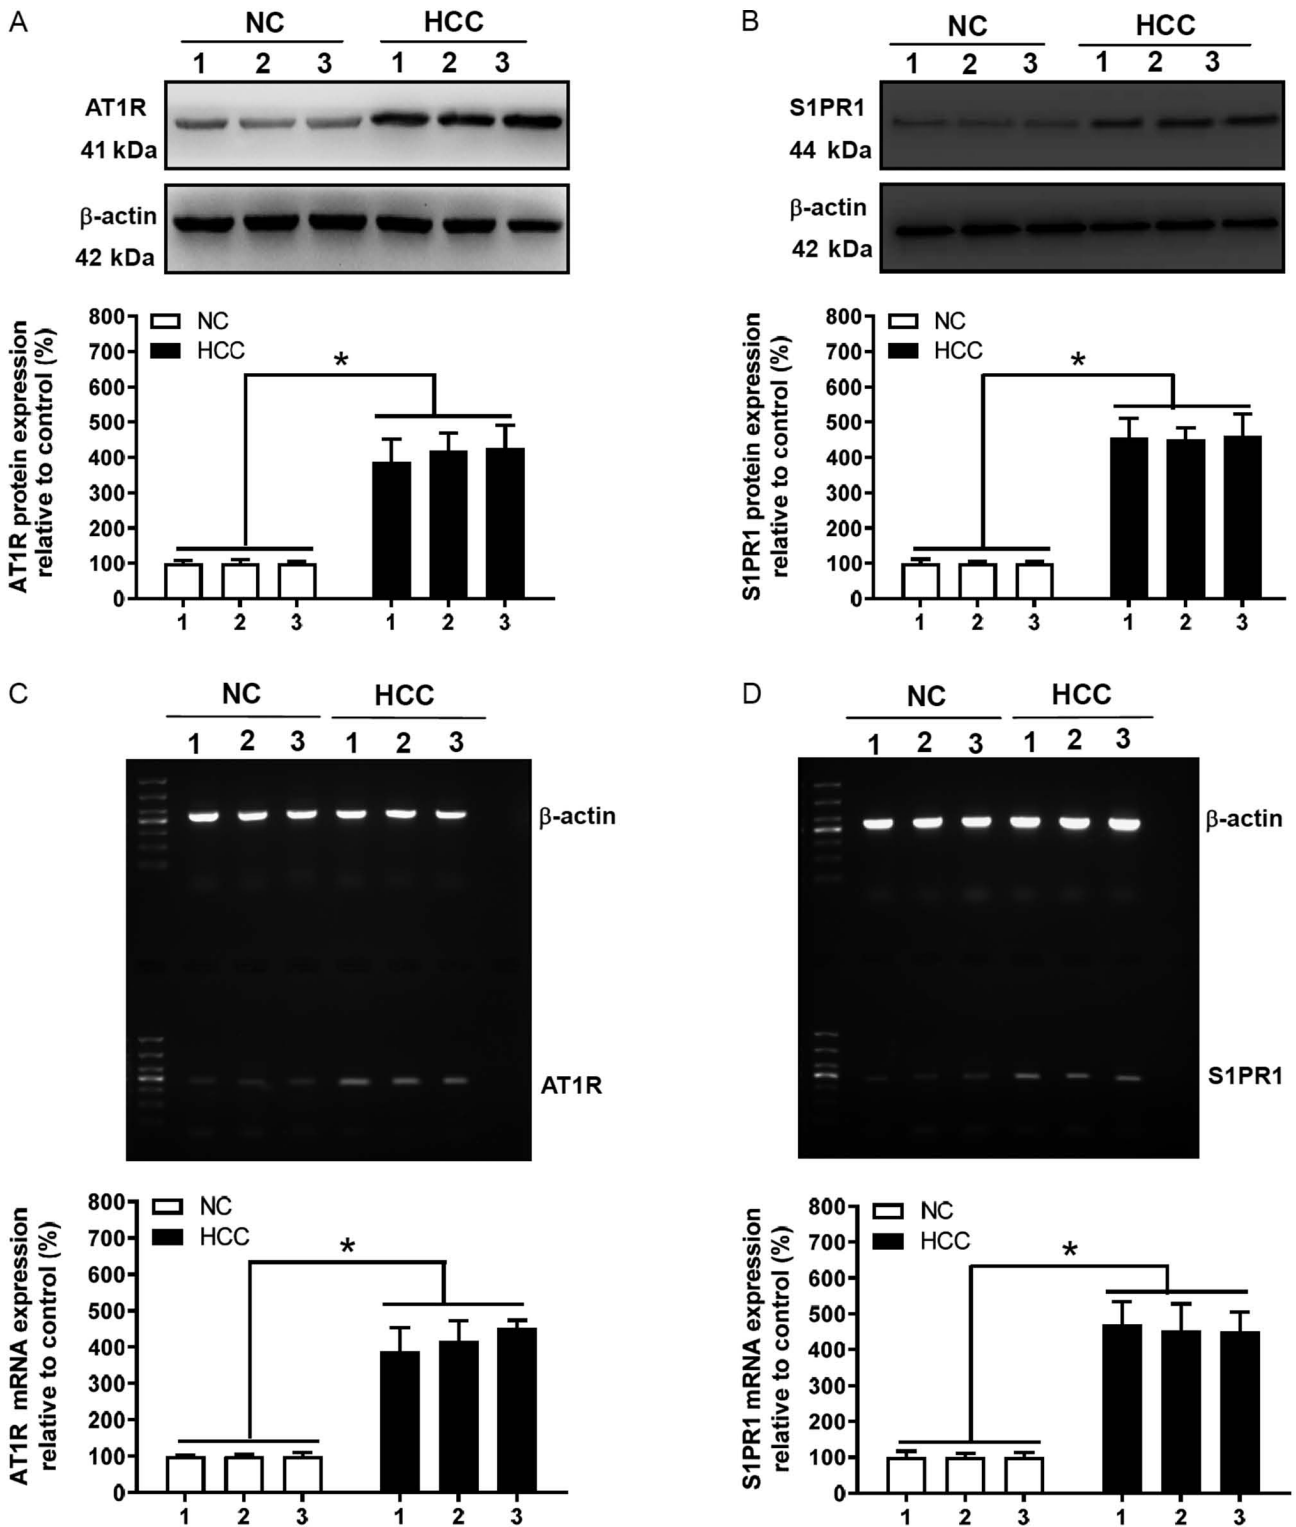 A
NC HCC
1 2 3 1 2 3
AT1R
41 kDa
β-actin
42 kDa
AT1R protein expression
relative to control (%)
800
700
600
500
400
300
200
100
0
NC
HCC
*
1 2 3 1 2 3
B
NC HCC
1 2 3 1 2 3
S1PR1
44 kDa
β-actin
42 kDa
S1PR1 protein expression
relative to control (%)
800
700
600
500
400
300
200
100
0
NC
HCC
*
1 2 3 1 2 3
C
NC HCC
1 2 3 1 2 3
β-actin
AT1R
AT1R mRNA expression
relative to control (%)
800
700
600
500
400
300
200
100
0
NC
HCC
*
1 2 3 1 2 3
D
NC HCC
1 2 3 1 2 3
β-actin
S1PR1
S1PR1 mRNA expression
relative to control (%)
800
700
600
500
400
300
200
100
0
NC
HCC
*
1 2 3 1 2 3